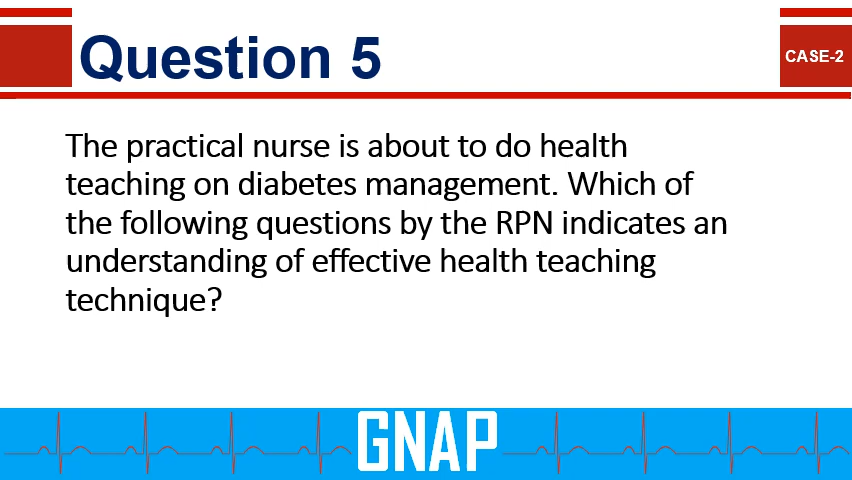 Question 5
CASE-2
The practical nurse is about to do health
teaching on diabetes management. Which of
the following questions by the RPN indicates an
understanding of effective health teaching
technique?
GNAP